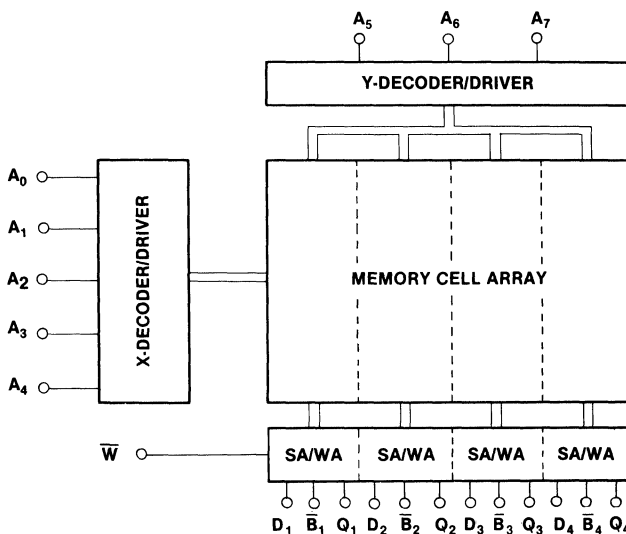 A5 A6 A7
Y-DECODER/DRIVER
A0
A1
A2
A3
A4
X-DECODER/DRIVER
MEMORY CELL ARRAY
W̅
SA/WA SA/WA SA/WA SA/WA
D1 B̅1 Q1 D2 B̅2 Q2 D3 B̅3 Q3 D4 B̅4 Q4